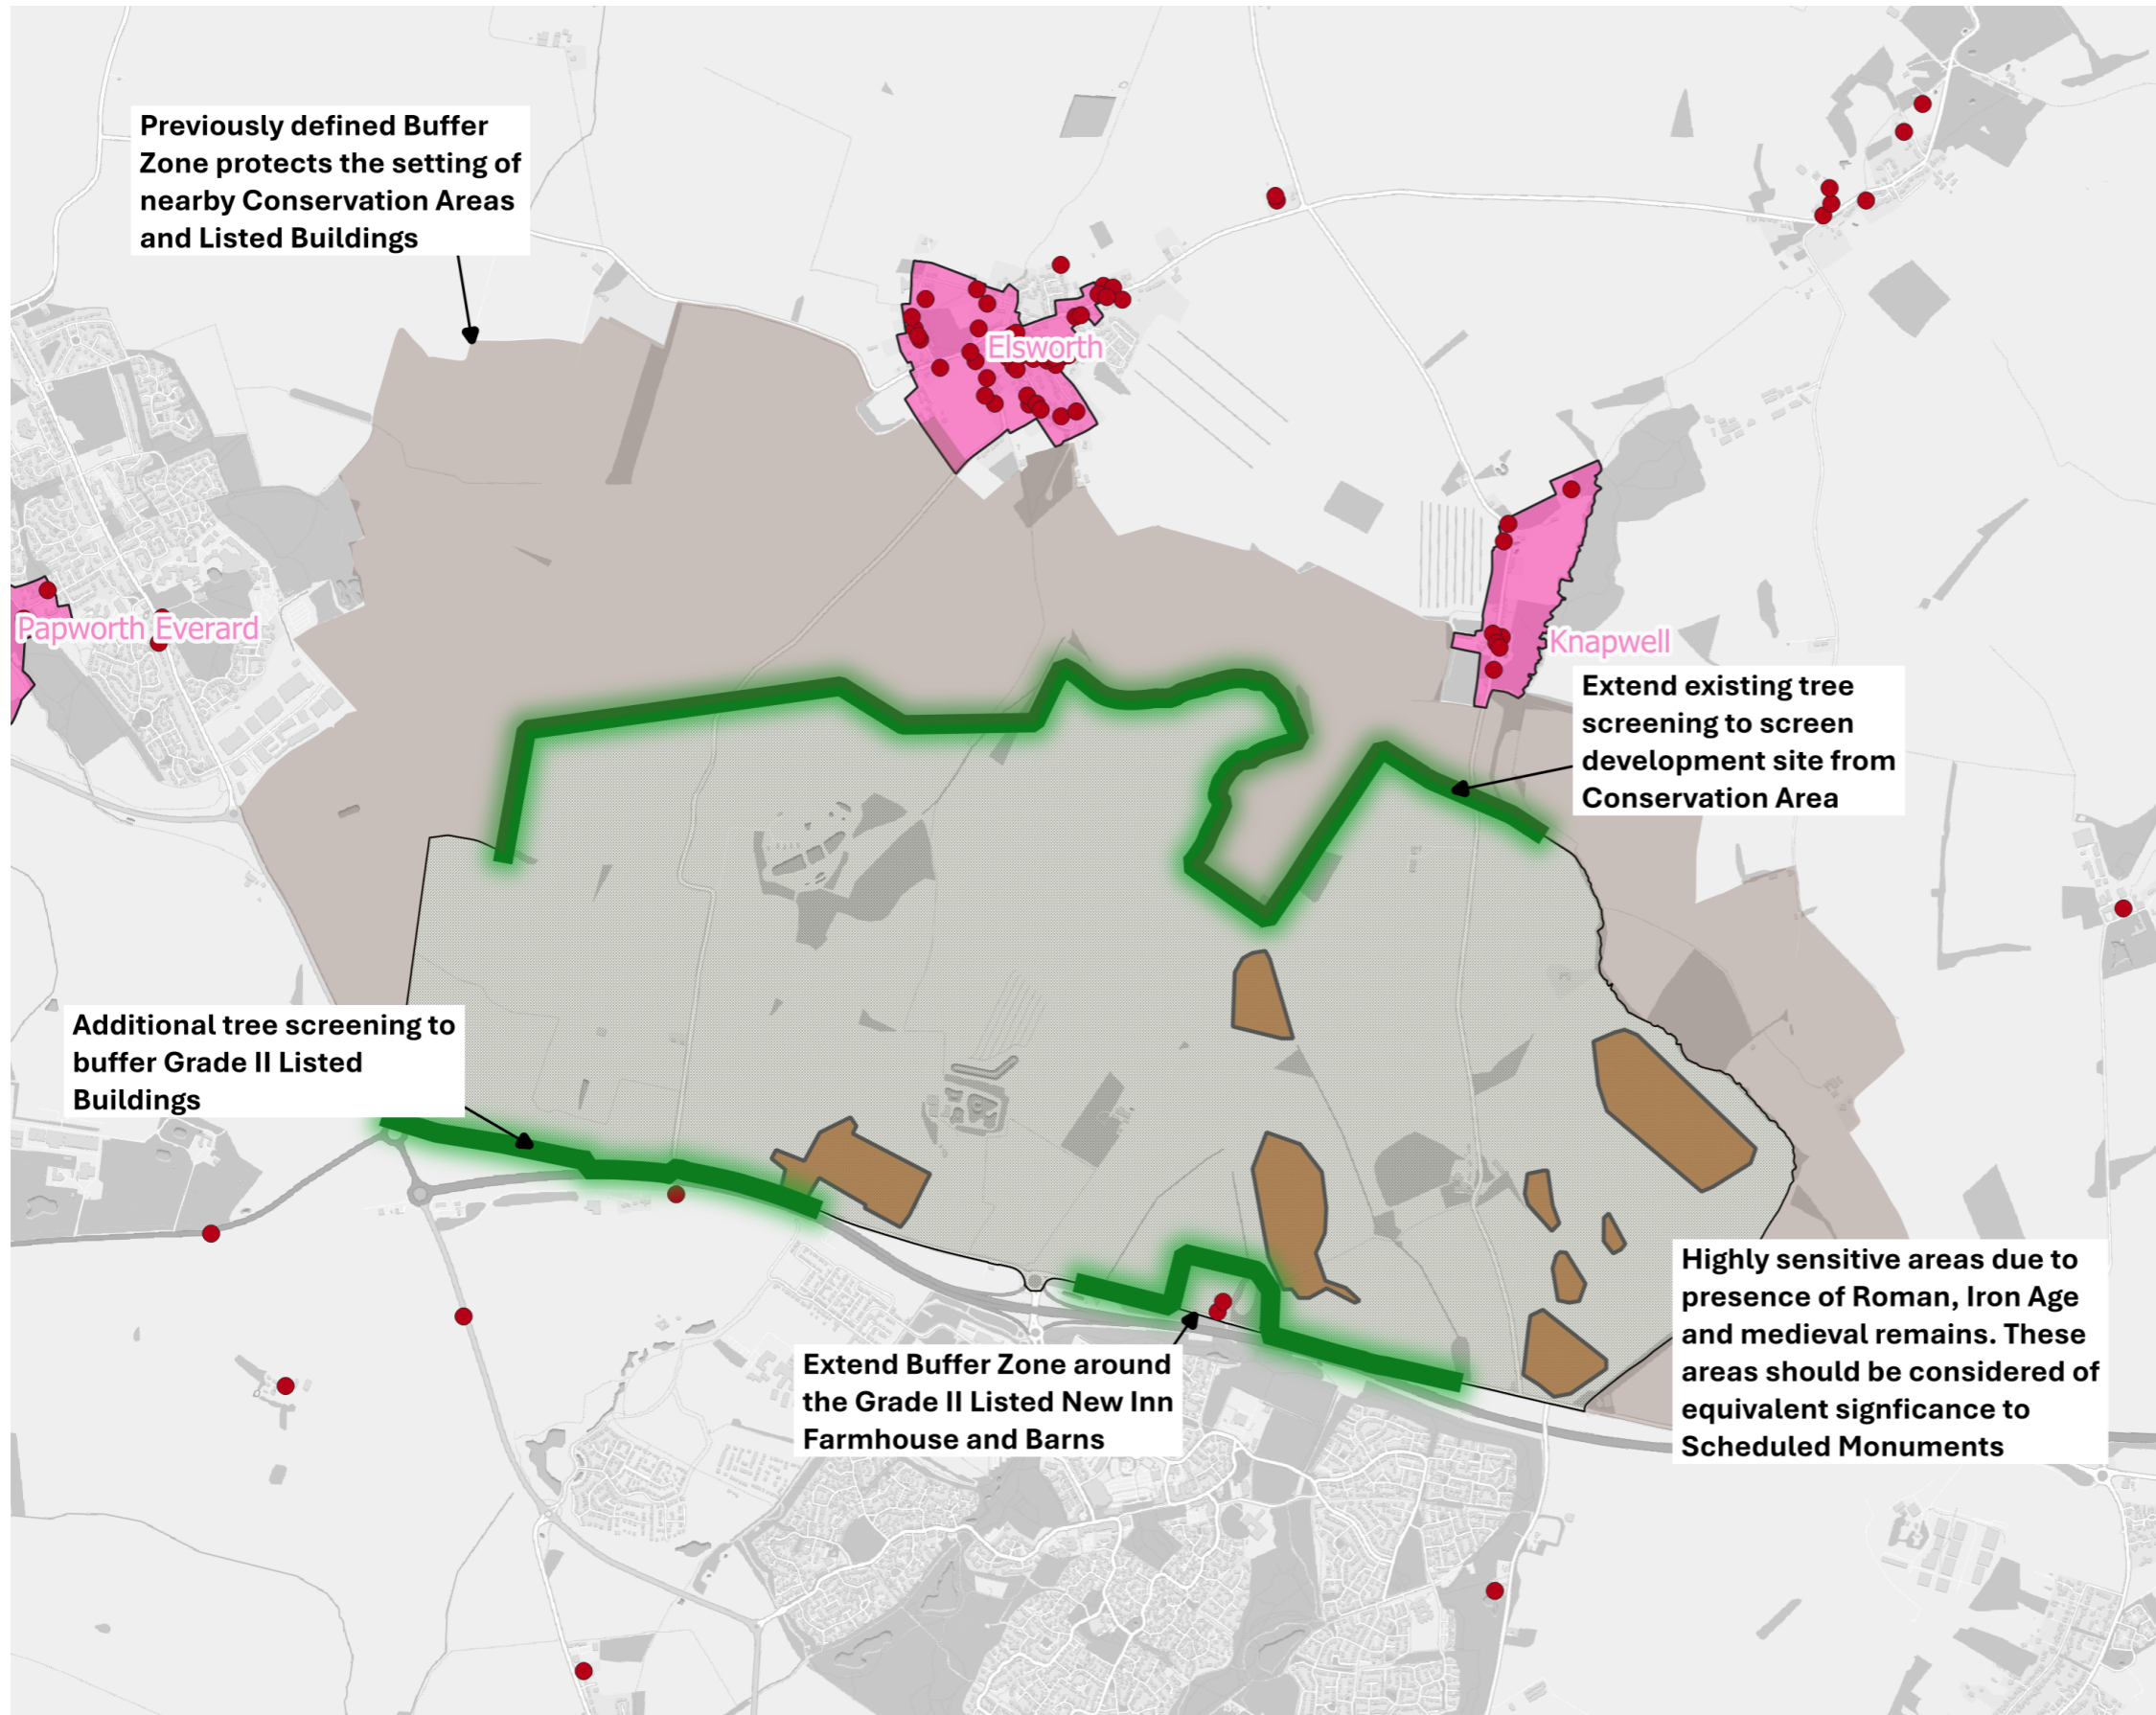 Previously defined Buffer
Zone protects the setting of
nearby Conservation Areas
and Listed Buildings
Elsworth
Papworth Everard
Knapwell
Extend existing tree
screening to screen
development site from
Conservation Area
Additional tree screening to
buffer Grade II Listed
Buildings
Extend Buffer Zone around
the Grade II Listed New Inn
Farmhouse and Barns
Highly sensitive areas due to
presence of Roman, Iron Age
and medieval remains. These
areas should be considered of
equivalent signficance to
Scheduled Monuments